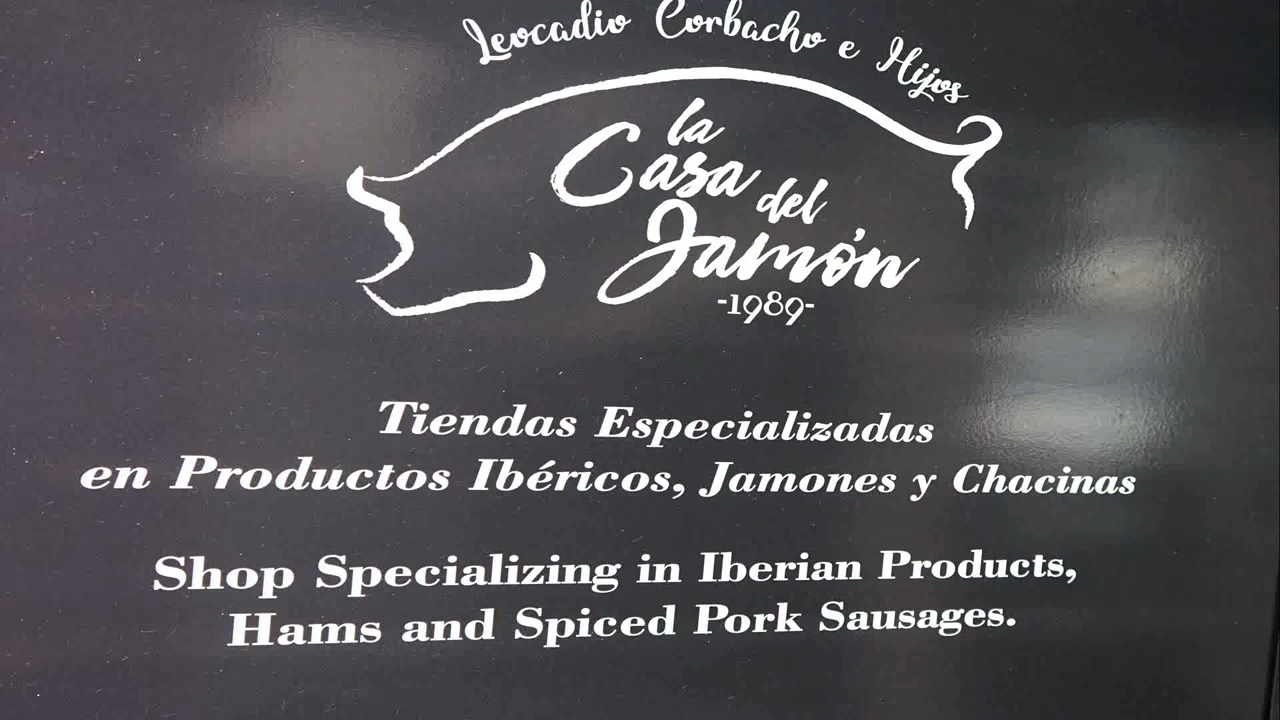 Leocadio Corbacho e Hijos
la
Casa del
Jamón
-1989-
Tiendas Especializadas
en Productos Ibéricos, Jamones y Chacinas
Shop Specializing in Iberian Products,
Hams and Spiced Pork Sausages.